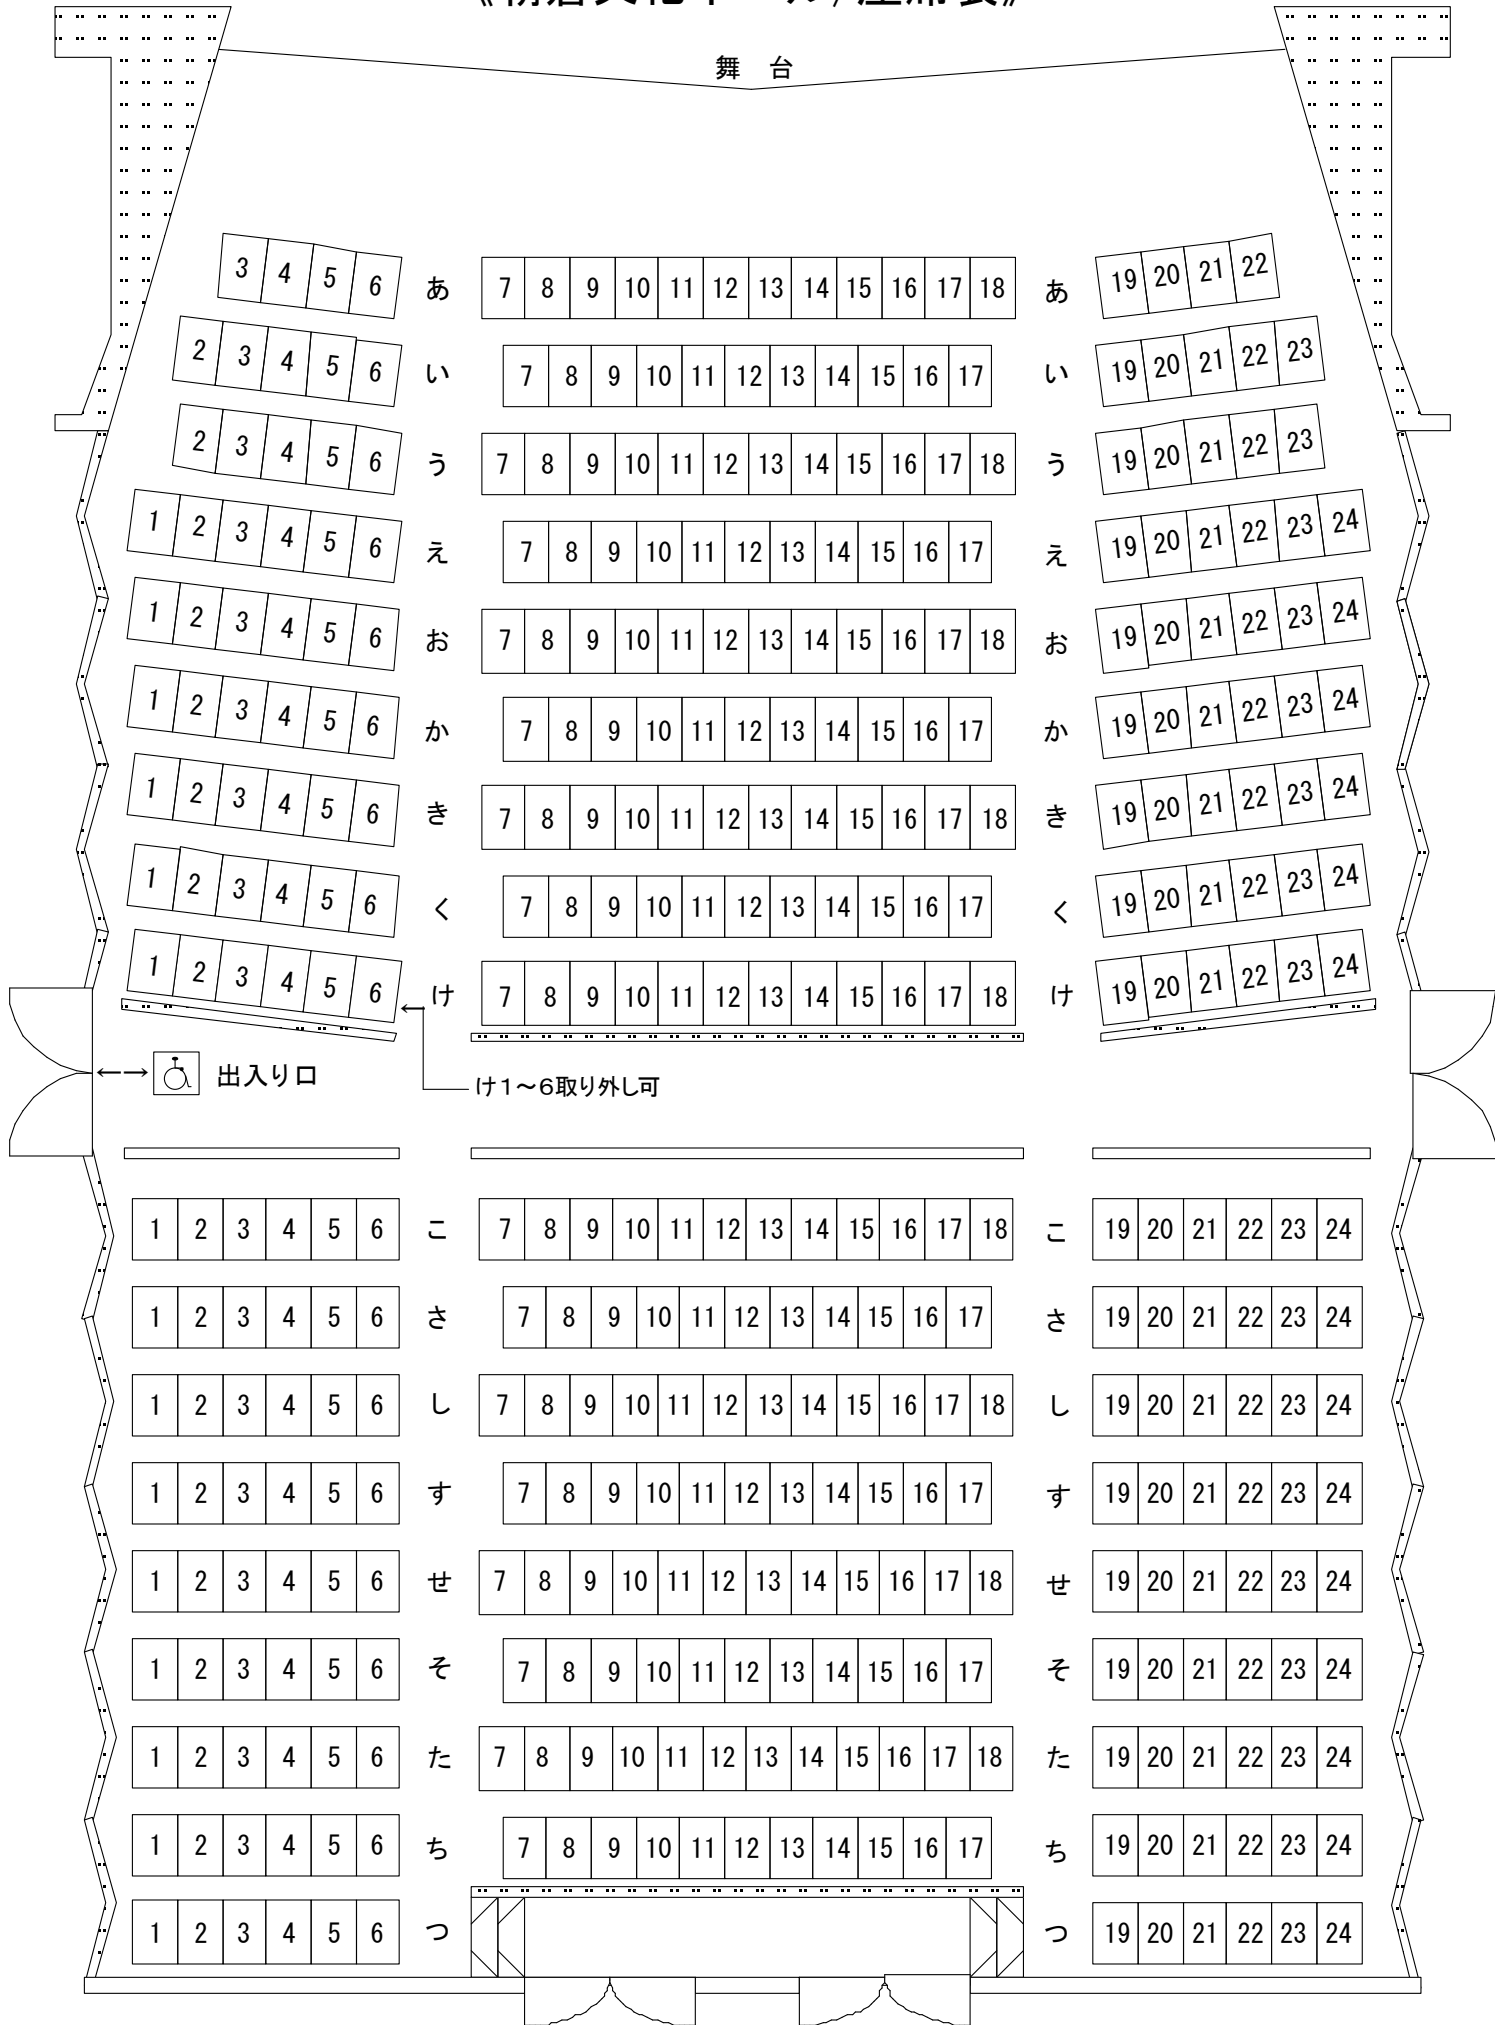 舞 台
3 4 5 6 あ 7 8 9 10 11 12 13 14 15 16 17 18 あ 19 20 21 22
2 3 4 5 6 い 7 8 9 10 11 12 13 14 15 16 17 い 19 20 21 22 23
2 3 4 5 6 う 7 8 9 10 11 12 13 14 15 16 17 18 う 19 20 21 22 23
1 2 3 4 5 6 え 7 8 9 10 11 12 13 14 15 16 17 え 19 20 21 22 23 24
1 2 3 4 5 6 お 7 8 9 10 11 12 13 14 15 16 17 18 お 19 20 21 22 23 24
1 2 3 4 5 6 か 7 8 9 10 11 12 13 14 15 16 17 か 19 20 21 22 23 24
1 2 3 4 5 6 き 7 8 9 10 11 12 13 14 15 16 17 18 き 19 20 21 22 23 24
1 2 3 4 5 6 く 7 8 9 10 11 12 13 14 15 16 17 く 19 20 21 22 23 24
1 2 3 4 5 6 け 7 8 9 10 11 12 13 14 15 16 17 18 け 19 20 21 22 23 24
出入り口
け1～6取り外し可
1 2 3 4 5 6 こ 7 8 9 10 11 12 13 14 15 16 17 18 こ 19 20 21 22 23 24
1 2 3 4 5 6 さ 7 8 9 10 11 12 13 14 15 16 17 さ 19 20 21 22 23 24
1 2 3 4 5 6 し 7 8 9 10 11 12 13 14 15 16 17 18 し 19 20 21 22 23 24
1 2 3 4 5 6 す 7 8 9 10 11 12 13 14 15 16 17 す 19 20 21 22 23 24
1 2 3 4 5 6 せ 7 8 9 10 11 12 13 14 15 16 17 18 せ 19 20 21 22 23 24
1 2 3 4 5 6 そ 7 8 9 10 11 12 13 14 15 16 17 そ 19 20 21 22 23 24
1 2 3 4 5 6 た 7 8 9 10 11 12 13 14 15 16 17 18 た 19 20 21 22 23 24
1 2 3 4 5 6 ち 7 8 9 10 11 12 13 14 15 16 17 ち 19 20 21 22 23 24
1 2 3 4 5 6 つ つ 19 20 21 22 23 24